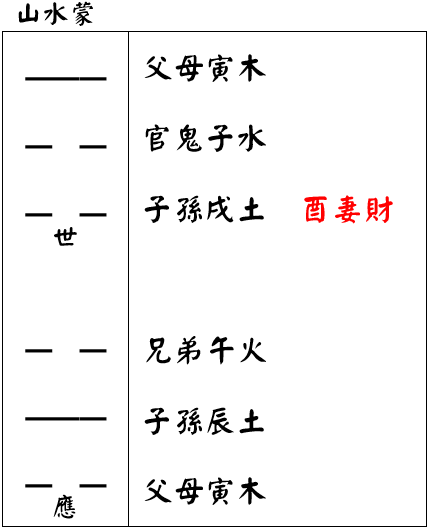 山水蒙
父母寅木
官鬼子水
子孫戌土 酉妻財
世
兄弟午火
子孫辰土
父母寅木
應